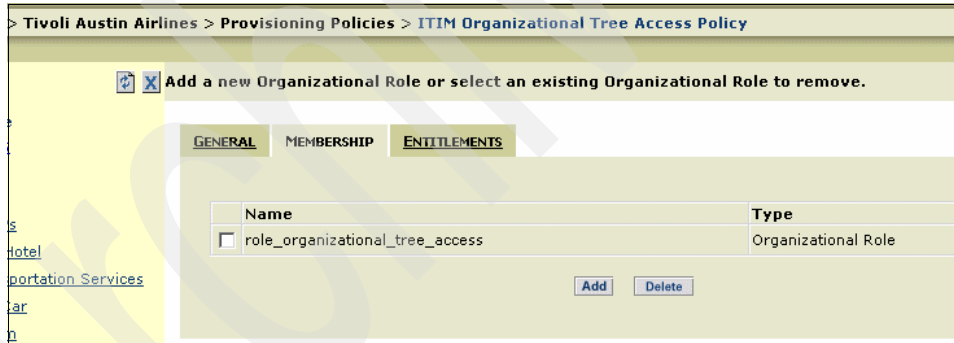 > Tivoli Austin Airlines > Provisioning Policies > ITIM Organizational Tree Access Policy
Add a new Organizational Role or select an existing Organizational Role to remove.
GENERAL MEMBERSHIP ENTITLEMENTS
Name Type
role_organizational_tree_access Organizational Role
Add Delete
s
Hotel
portation Services
Car
n